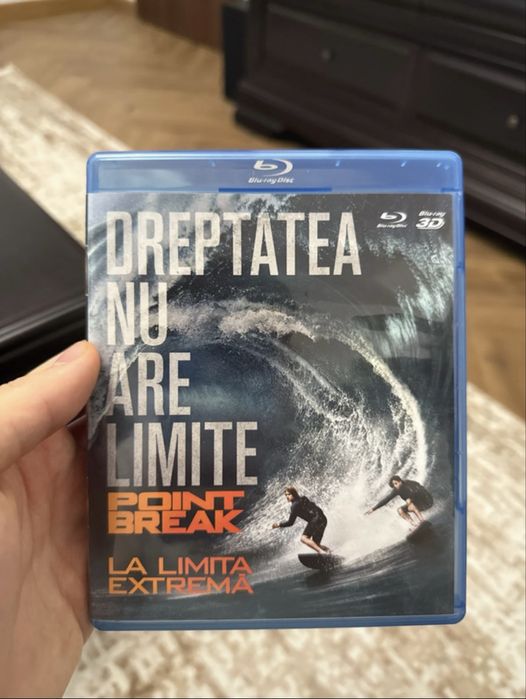 Blu-ray Disc
Blu-ray Disc
Blu-ray 3D
DREPTATEA
NU
ARE
LIMITE
POINT
BREAK
LA LIMITA
EXTREMĂ